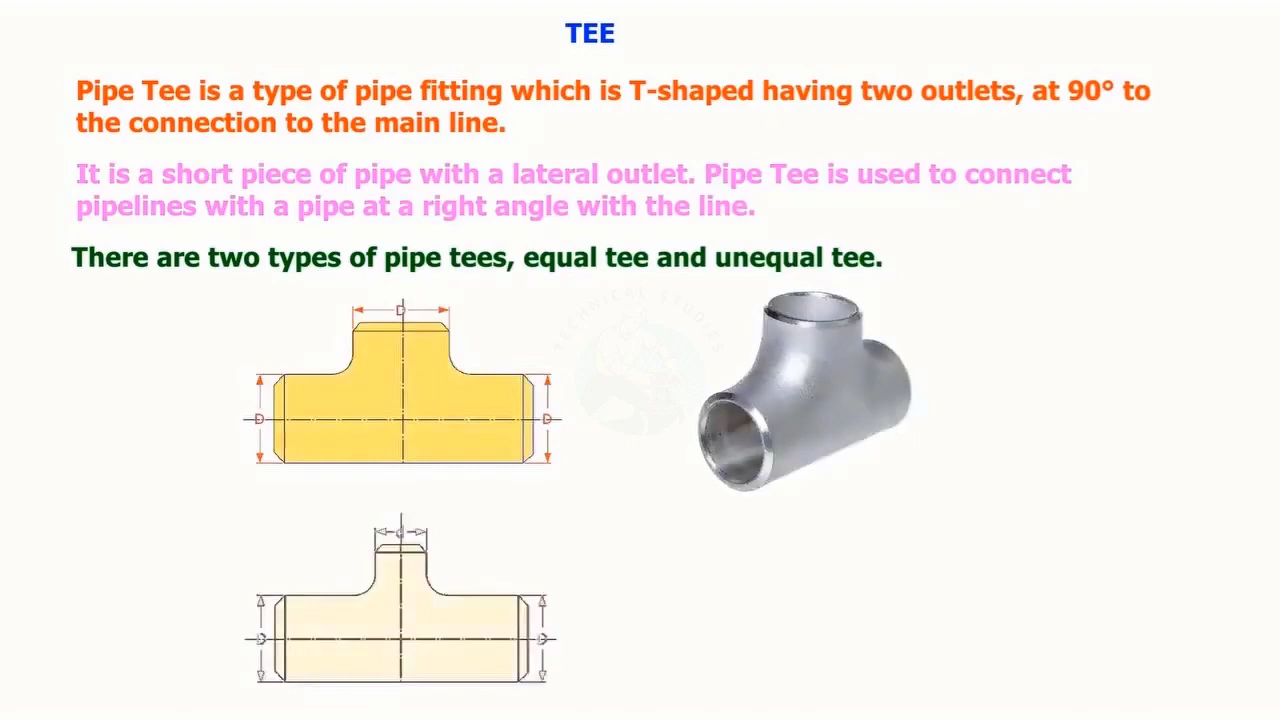 TEE
Pipe Tee is a type of pipe fitting which is T-shaped having two outlets, at 90° to
the connection to the main line.
It is a short piece of pipe with a lateral outlet. Pipe Tee is used to connect
pipelines with a pipe at a right angle with the line.
There are two types of pipe tees, equal tee and unequal tee.
TECHNICAL STUDIES
D
D
D
d
D
D